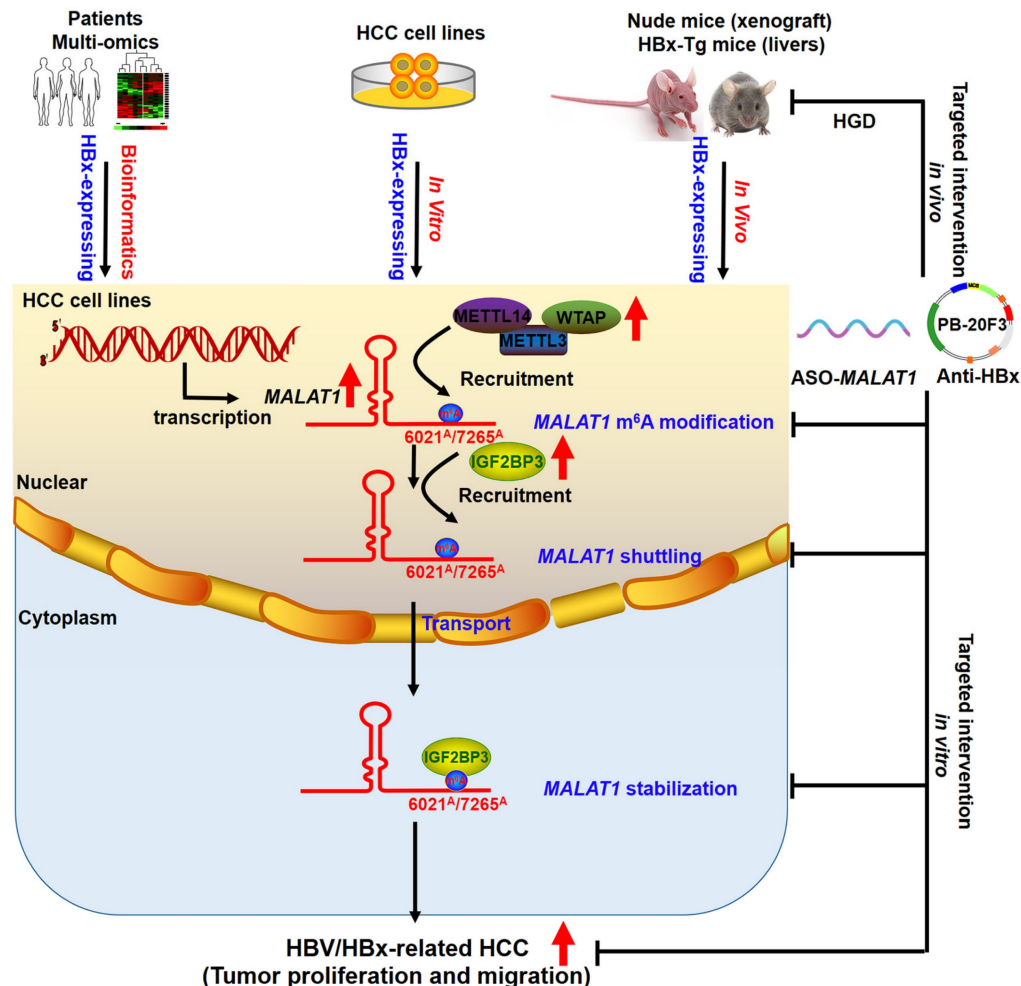 Patients
Multi-omics
HCC cell lines
Nude mice (xenograft)
HBx-Tg mice (livers)
HGD
Targeted intervention
in vivo
HBx-expressing
Bioinformatics
HBx-expressing
In Vitro
HBx-expressing
In Vivo
HCC cell lines
5'
3'
transcription
MALAT1
METTL14
WTAP
METTL3
Recruitment
m⁶A
6021ᴬ/7265ᴬ
MALAT1 m⁶A modification
ASO-MALAT1
MCS
PB-20F3
Anti-HBx
IGF2BP3
Recruitment
Nuclear
m⁶A
6021ᴬ/7265ᴬ
MALAT1 shuttling
Cytoplasm
Transport
IGF2BP3
m⁶A
6021ᴬ/7265ᴬ
MALAT1 stabilization
Targeted intervention
in vitro
HBV/HBx-related HCC
(Tumor proliferation and migration)